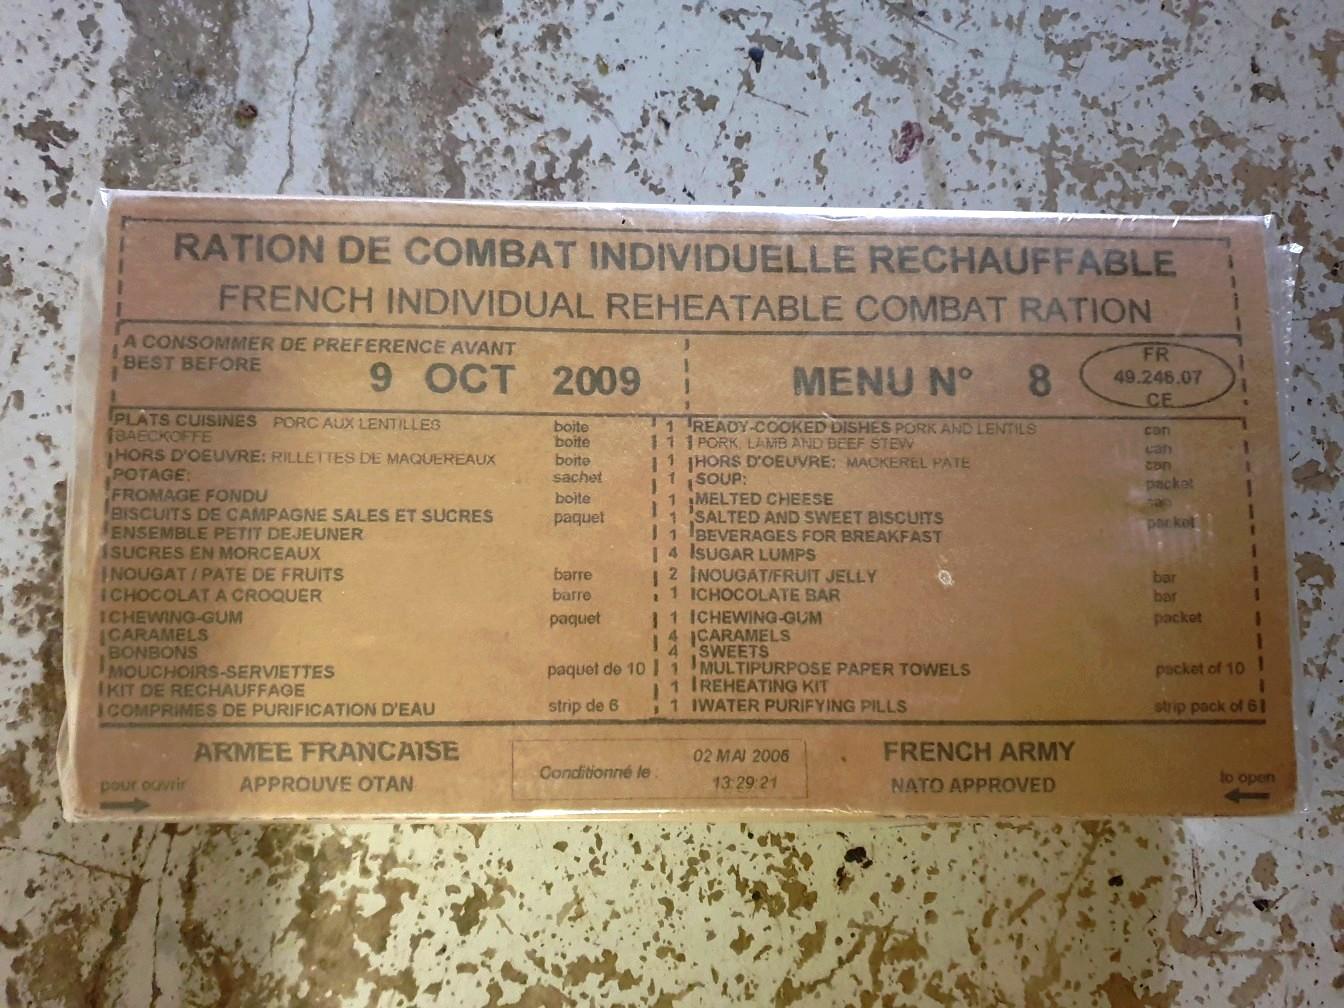 RATION DE COMBAT INDIVIDUELLE RECHAUFFABLE
FRENCH INDIVIDUAL REHEATABLE COMBAT RATION
A CONSOMMER DE PREFERENCE AVANT
BEST BEFORE
9 OCT 2009
MENU N° 8
FR
49.246.07
CE
PLATS CUISINES PORC AUX LENTILLES boite 1 READY-COOKED DISHES PORK AND LENTILS can
BAECKOFFE boite 1 PORK, LAMB AND BEEF STEW can
HORS D'OEUVRE: RILLETTES DE MAQUEREAUX boite 1 HORS D'OEUVRE: MACKEREL PATE can
POTAGE: sachet 1 SOUP: packet
FROMAGE FONDU boite 1 MELTED CHEESE can
BISCUITS DE CAMPAGNE SALES ET SUCRES paquet 1 SALTED AND SWEET BISCUITS packet
ENSEMBLE PETIT DEJEUNER 1 BEVERAGES FOR BREAKFAST
SUCRES EN MORCEAUX 4 SUGAR LUMPS
NOUGAT / PATE DE FRUITS barre 2 NOUGAT/FRUIT JELLY bar
CHOCOLAT A CROQUER barre 1 CHOCOLATE BAR bar
CHEWING-GUM paquet 1 CHEWING-GUM packet
CARAMELS 4 CARAMELS
BONBONS 4 SWEETS
MOUCHOIRS-SERVIETTES paquet de 10 1 MULTIPURPOSE PAPER TOWELS packet of 10
KIT DE RECHAUFFAGE 1 REHEATING KIT
COMPRIMES DE PURIFICATION D'EAU strip de 6 1 WATER PURIFYING PILLS strip pack of 6
ARMEE FRANCAISE
APPROUVE OTAN
pour ouvrir
Conditionné le :
02 MAI 2006
13:29:21
FRENCH ARMY
NATO APPROVED
to open